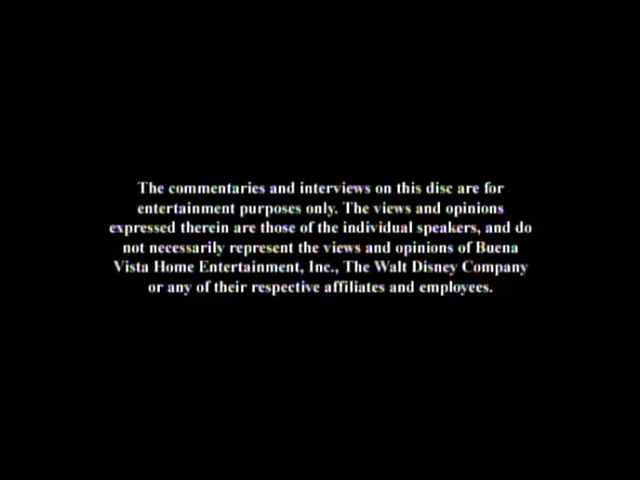 The commentaries and interviews on this disc are for
entertainment purposes only. The views and opinions
expressed therein are those of the individual speakers, and do
not necessarily represent the views and opinions of Buena
Vista Home Entertainment, Inc., The Walt Disney Company
or any of their respective affiliates and employees.